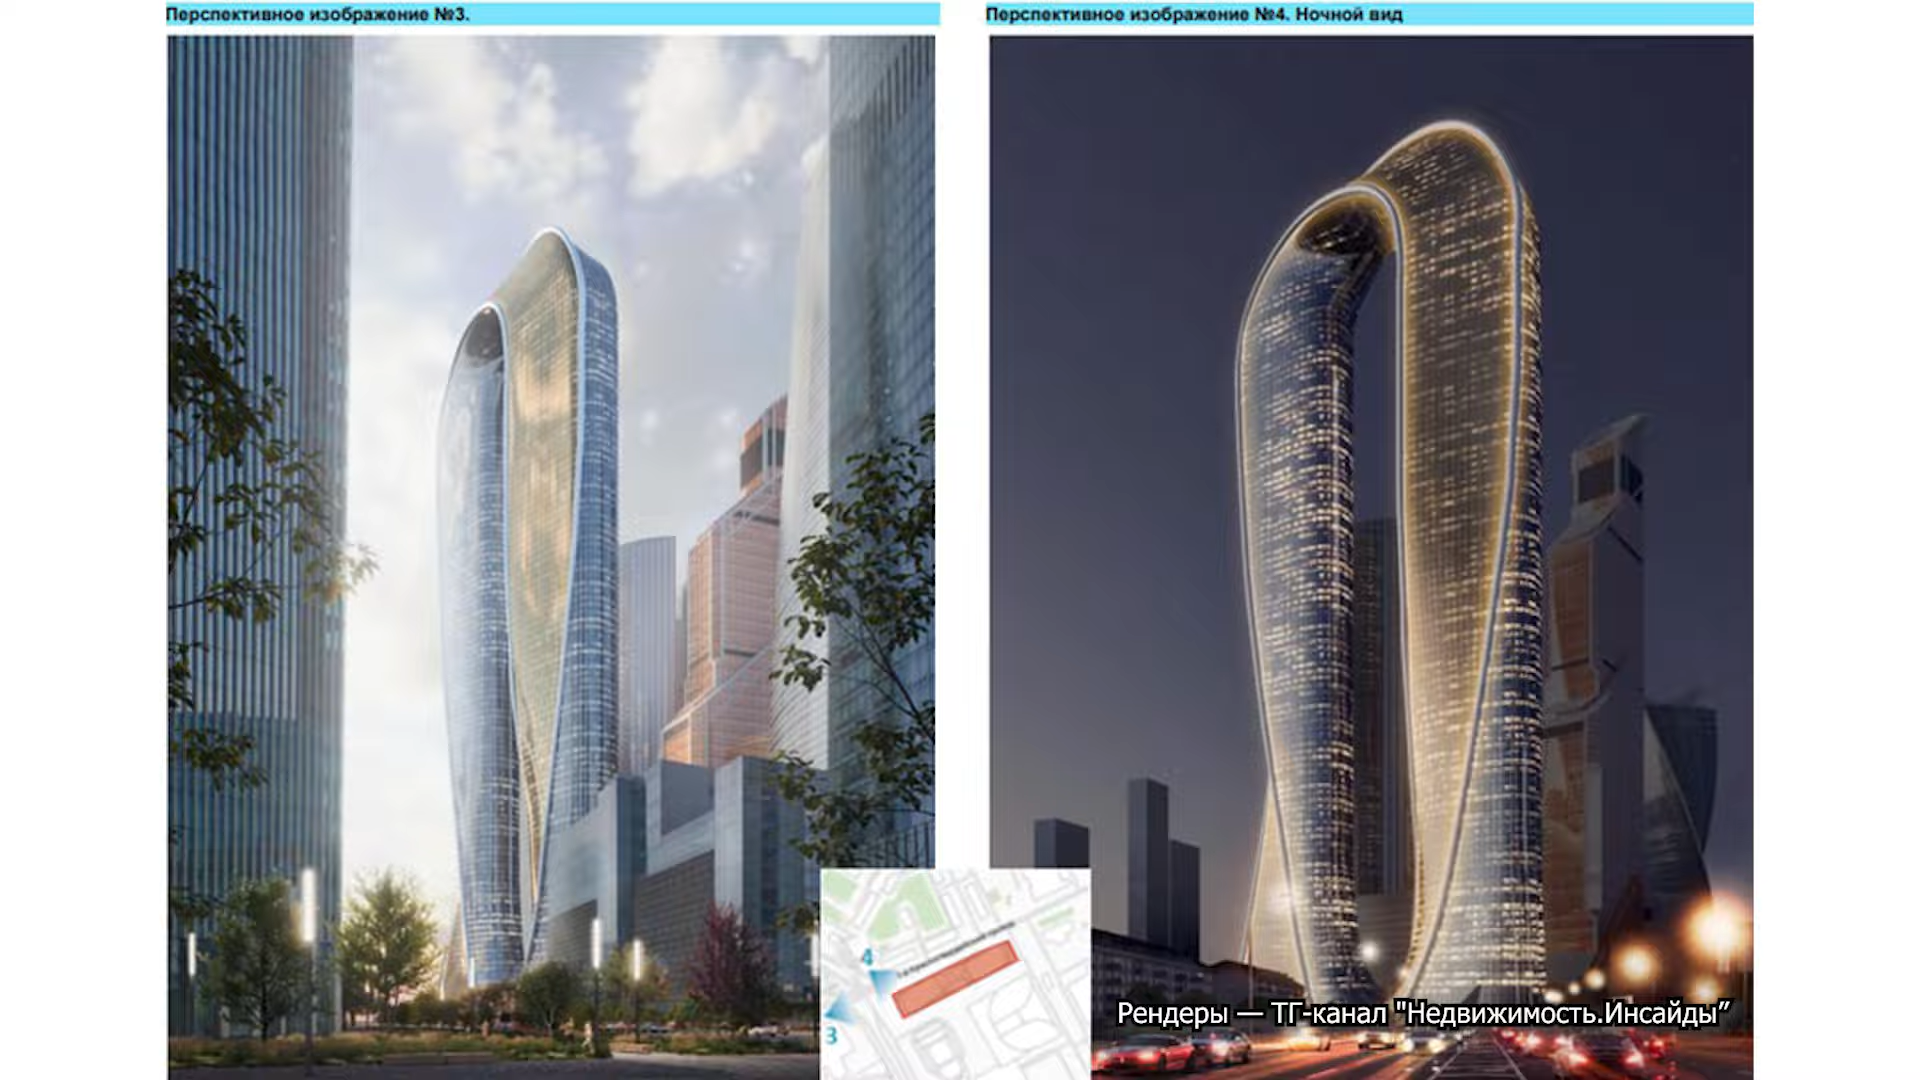 Перспективное изображение №3.
Перспективное изображение №4. Ночной вид
4
3
Рендеры — ТГ-канал "Недвижимость.Инсайды”